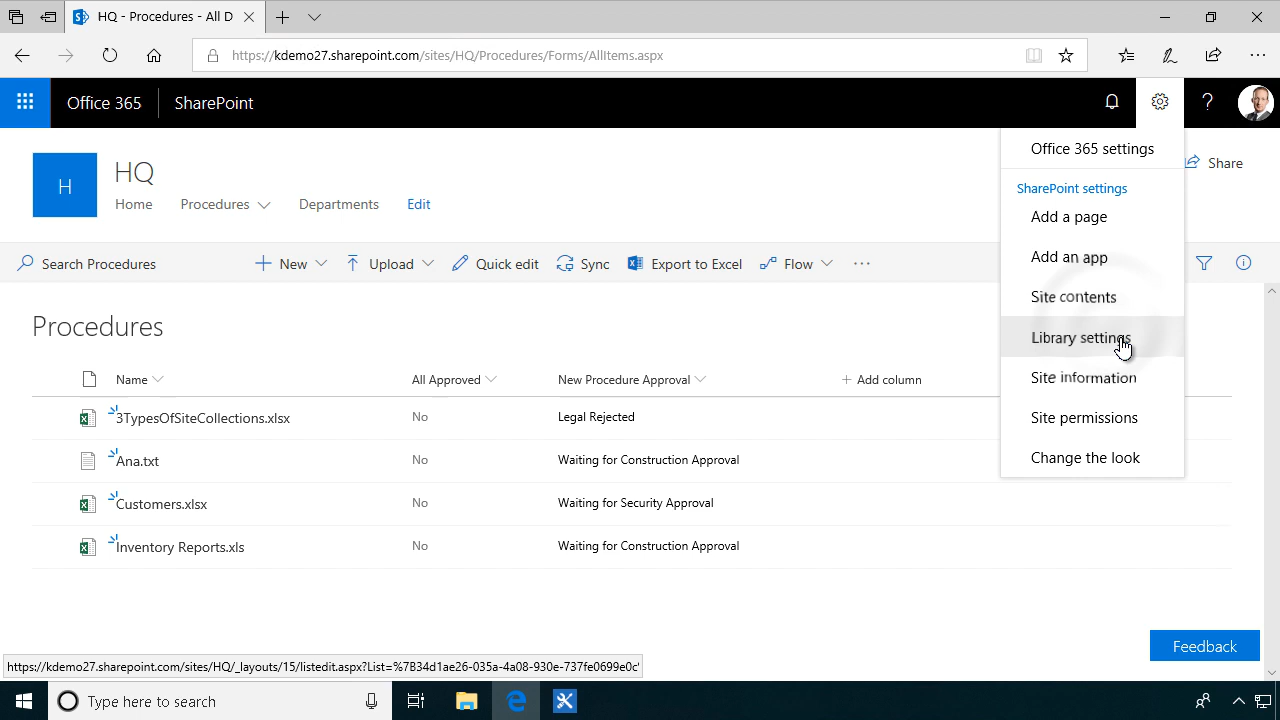 HQ - Procedures - All D
https://kdemo27.sharepoint.com/sites/HQ/Procedures/Forms/AllItems.aspx
Office 365 SharePoint
Office 365 settings
SharePoint settings
Add a page
Add an app
Site contents
Library settings
Site information
Site permissions
Change the look
Share
H
HQ
Home Procedures Departments Edit
Search Procedures New Upload Quick edit Sync Export to Excel Flow
Procedures
Name All Approved New Procedure Approval Add column
3TypesOfSiteCollections.xlsx No Legal Rejected
Ana.txt No Waiting for Construction Approval
Customers.xlsx No Waiting for Security Approval
Inventory Reports.xls No Waiting for Construction Approval
Feedback
https://kdemo27.sharepoint.com/sites/HQ/_layouts/15/listedit.aspx?List=%7B34d1ae26-035a-4a08-930e-737fe0699e0c'
Type here to search